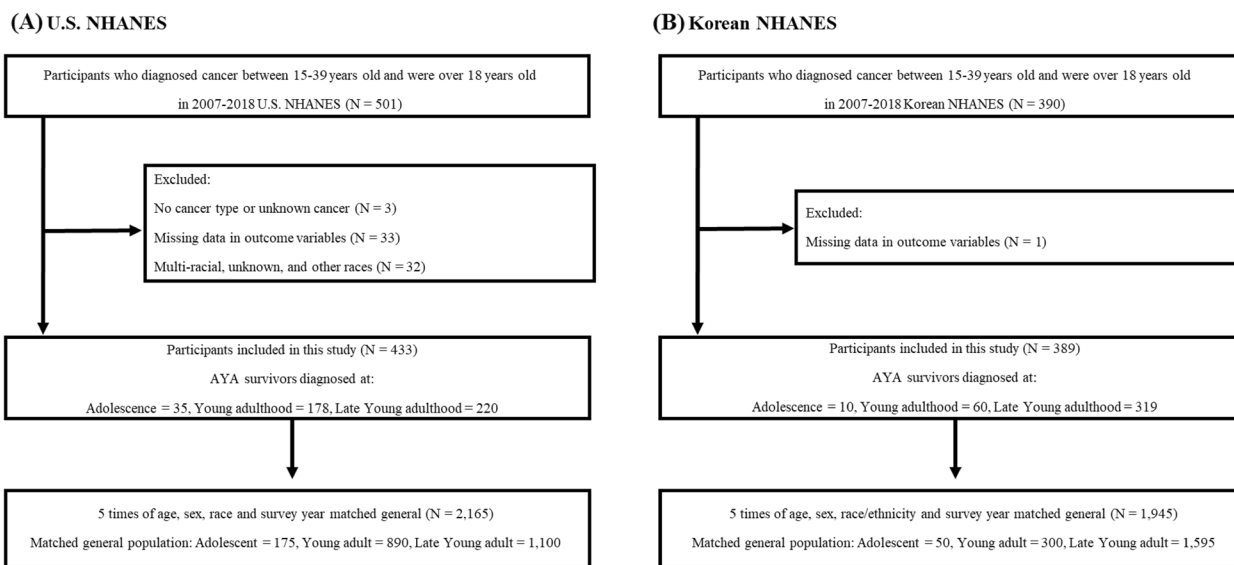 (A) U.S. NHANES
Participants who diagnosed cancer between 15-39 years old and were over 18 years old
in 2007-2018 U.S. NHANES (N = 501)
Excluded:
No cancer type or unknown cancer (N = 3)
Missing data in outcome variables (N = 33)
Multi-racial, unknown, and other races (N = 32)
Participants included in this study (N = 433)
AYA survivors diagnosed at:
Adolescence = 35, Young adulthood = 178, Late Young adulthood = 220
5 times of age, sex, race and survey year matched general (N = 2,165)
Matched general population: Adolescent = 175, Young adult = 890, Late Young adult = 1,100
(B) Korean NHANES
Participants who diagnosed cancer between 15-39 years old and were over 18 years old
in 2007-2018 Korean NHANES (N = 390)
Excluded:
Missing data in outcome variables (N = 1)
Participants included in this study (N = 389)
AYA survivors diagnosed at:
Adolescence = 10, Young adulthood = 60, Late Young adulthood = 319
5 times of age, sex, race/ethnicity and survey year matched general (N = 1,945)
Matched general population: Adolescent = 50, Young adult = 300, Late Young adult = 1,595